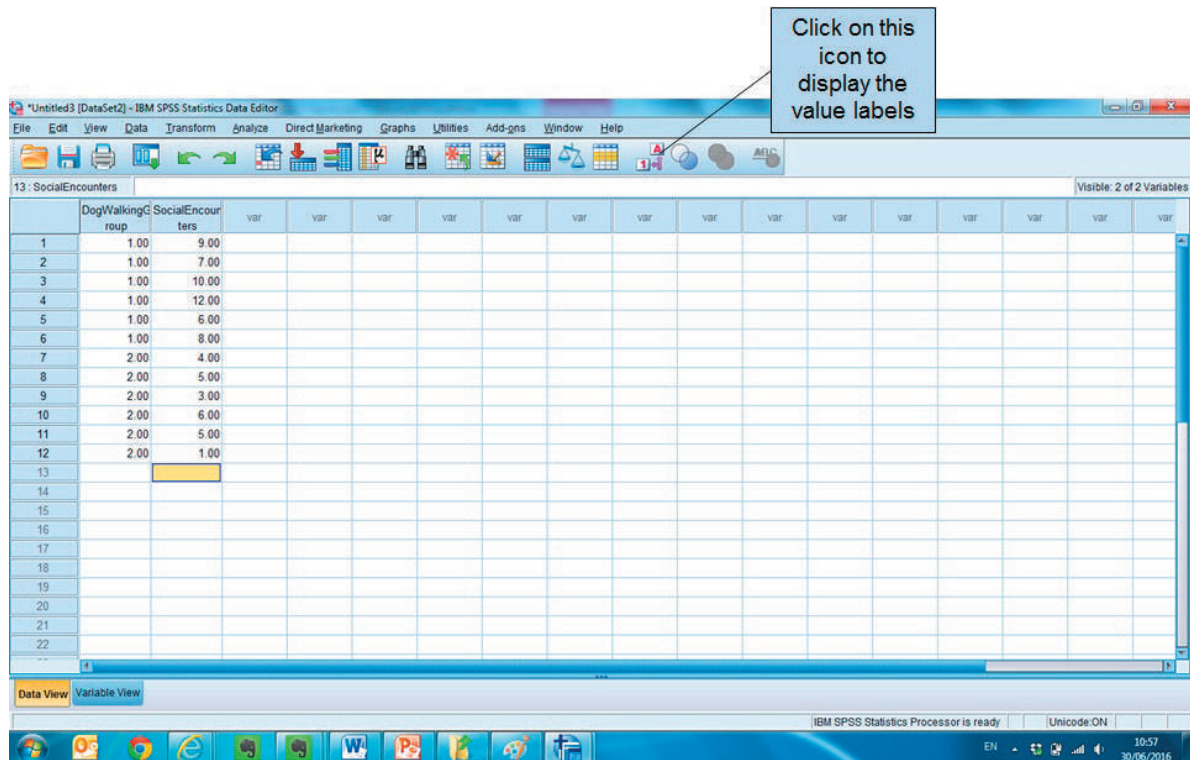 Click on this
icon to
display the
value labels
*Untitled3 [DataSet2] - IBM SPSS Statistics Data Editor
File Edit View Data Transform Analyze Direct Marketing Graphs Utilities Add-ons Window Help
13 : SocialEncounters
Visible: 2 of 2 Variables
DogWalkingG SocialEncoun var var var var var var var var var var var var var var
roup ters
1 1.00 9.00
2 1.00 7.00
3 1.00 10.00
4 1.00 12.00
5 1.00 6.00
6 1.00 8.00
7 2.00 4.00
8 2.00 5.00
9 2.00 3.00
10 2.00 6.00
11 2.00 5.00
12 2.00 1.00
13
14
15
16
17
18
19
20
21
22
Data View Variable View
IBM SPSS Statistics Processor is ready Unicode:ON
EN 10:57
30/06/2016